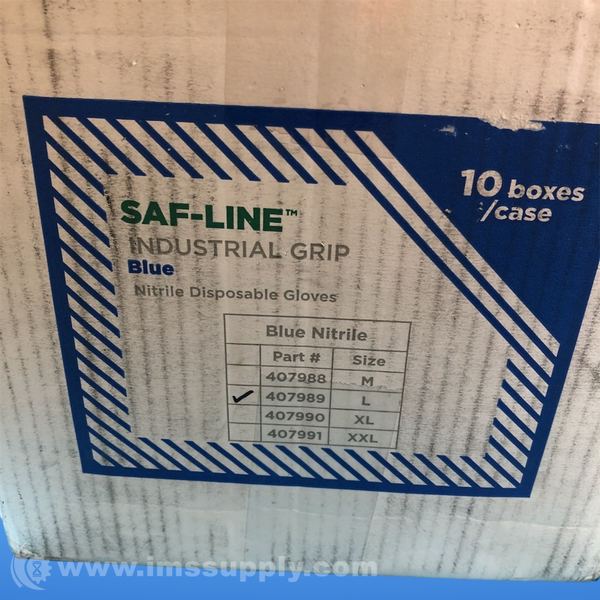 10 boxes
/case
SAF-LINE™
INDUSTRIAL GRIP
Blue
Nitrile Disposable Gloves
Blue Nitrile
Part # Size
407988 M
✓ 407989 L
407990 XL
407991 XXL
www.imssupply.com